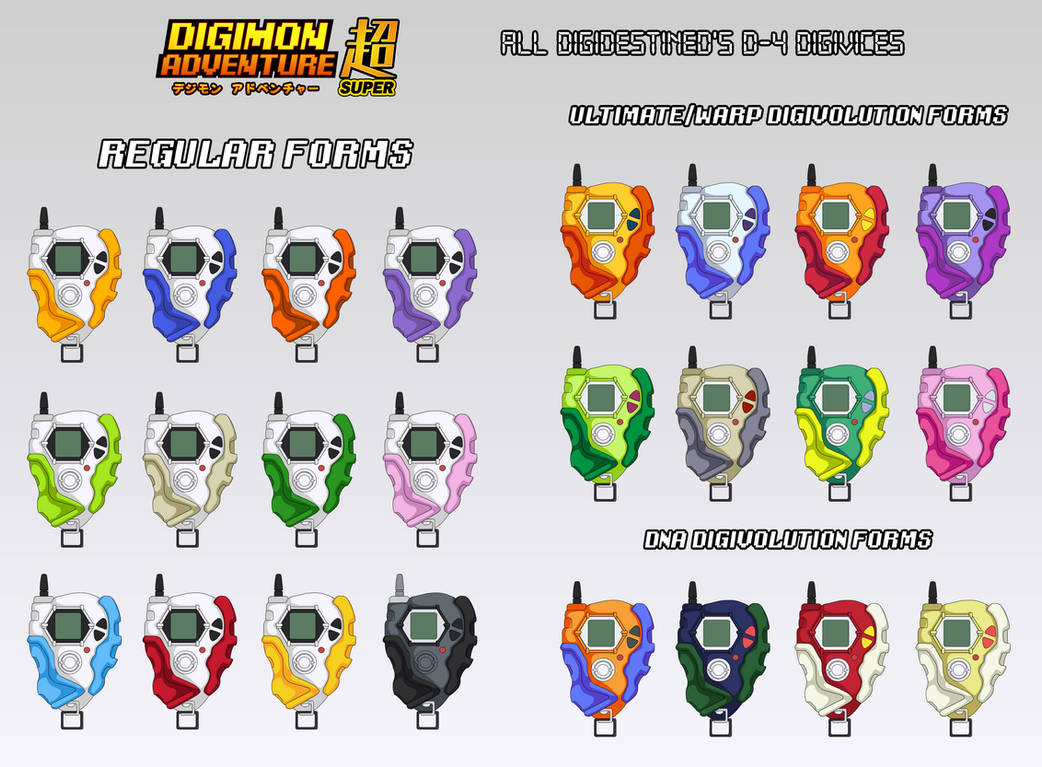 DIGIMON
ADVENTURE 超
デジモン アドベンチャー SUPER
ALL DIGIDESTINED'S D-4 DIGIVICES
REGULAR FORMS
ULTIMATE/WARP DIGIVOLUTION FORMS
DNA DIGIVOLUTION FORMS